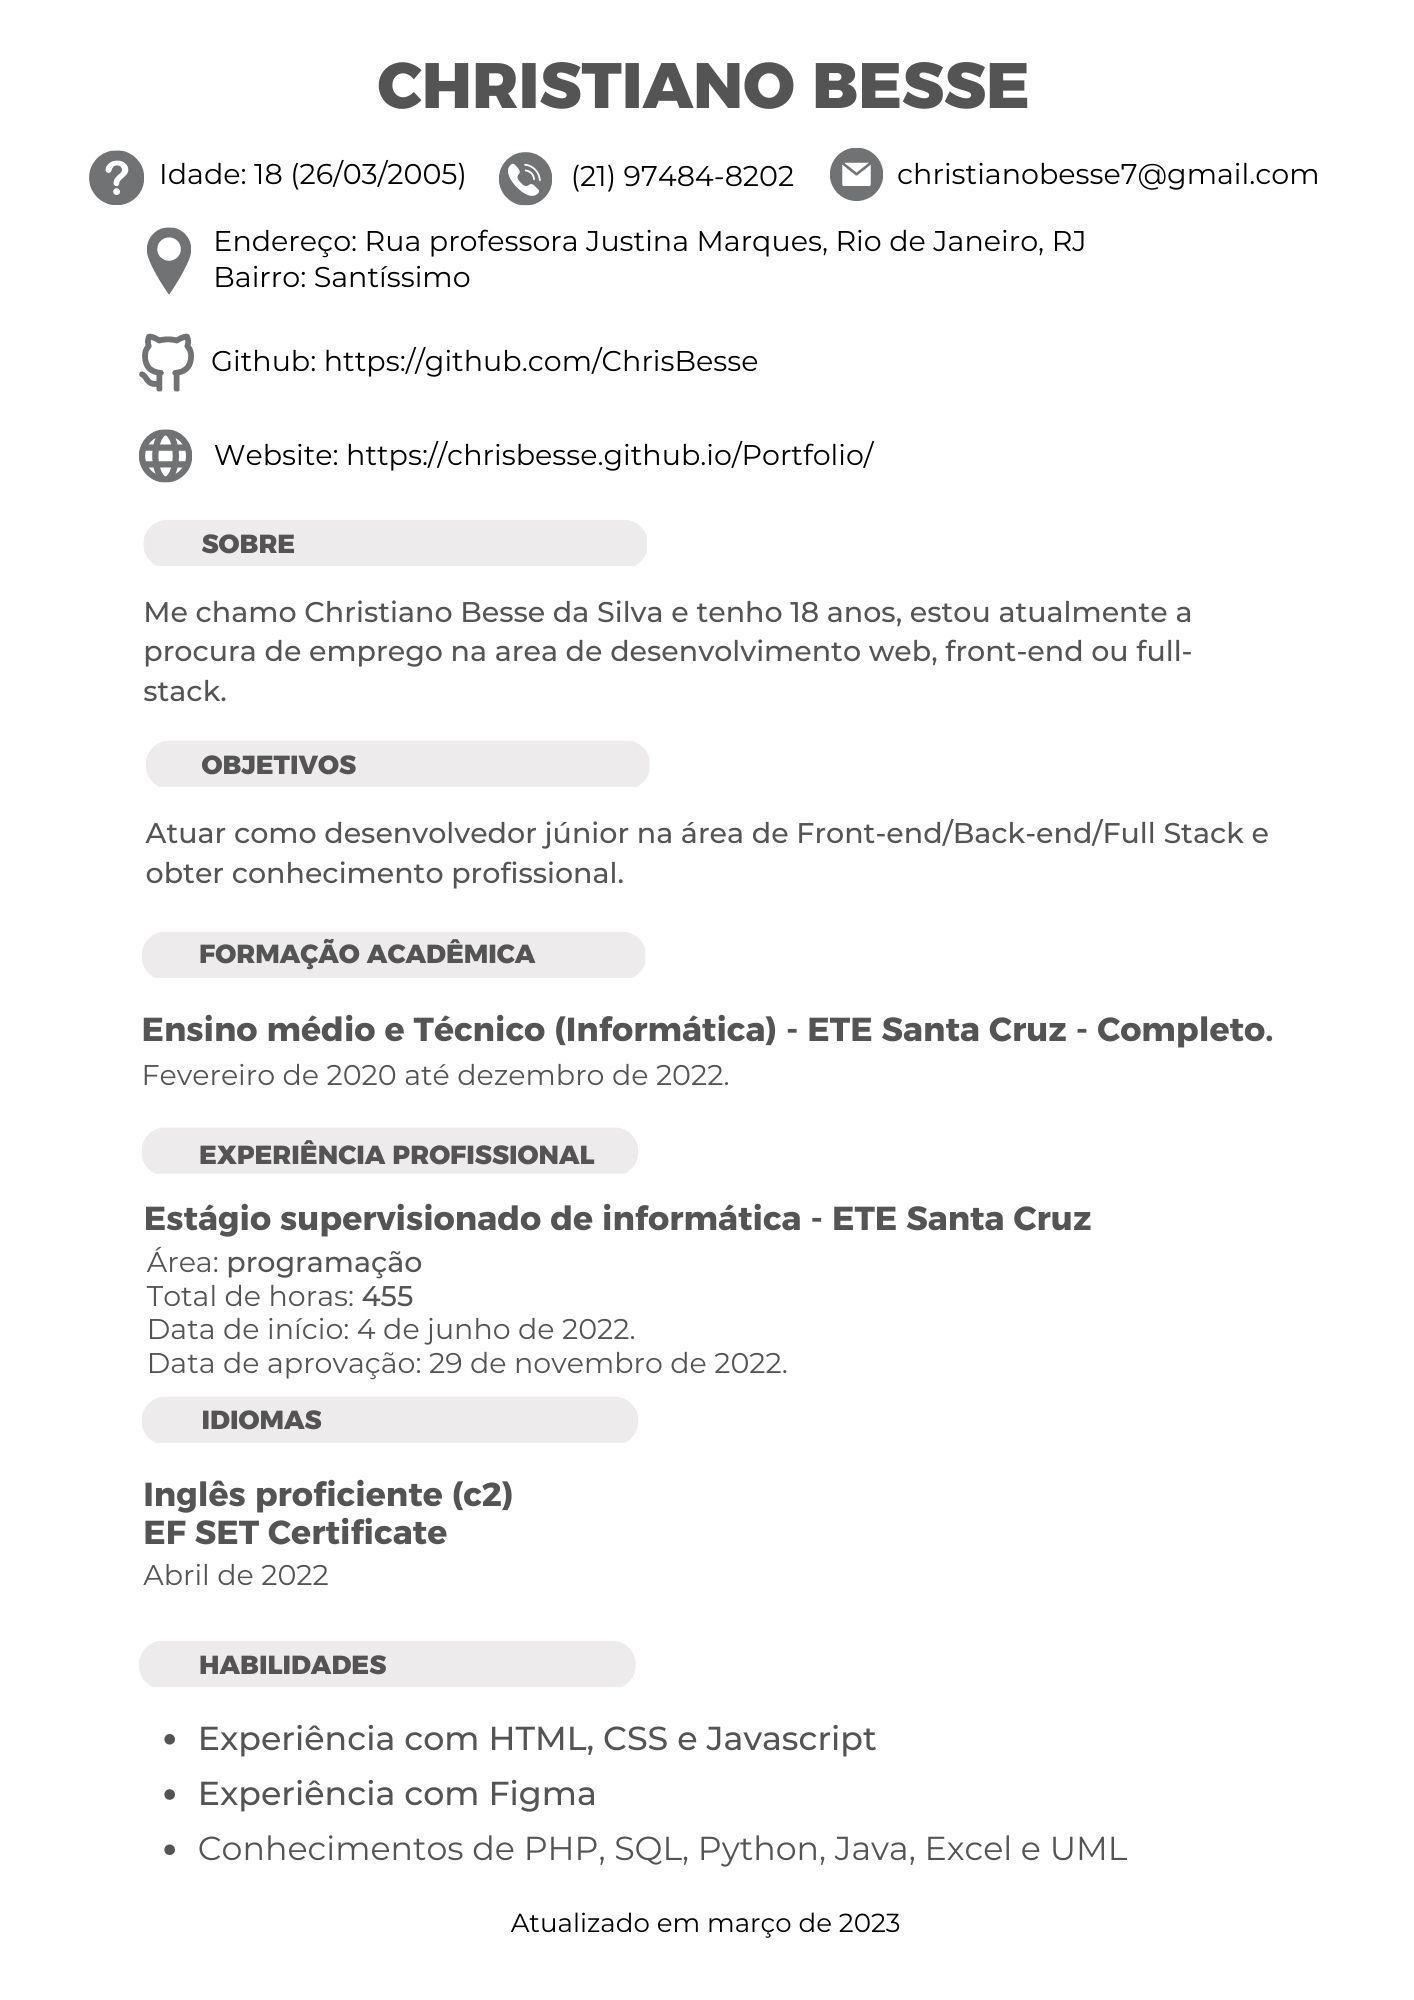 CHRISTIANO BESSE
Idade: 18 (26/03/2005)
(21) 97484-8202
christianobesse7@gmail.com
Endereço: Rua professora Justina Marques, Rio de Janeiro, RJ
Bairro: Santíssimo
Github: https://github.com/ChrisBesse
Website: https://chrisbesse.github.io/Portfolio/
SOBRE
Me chamo Christiano Besse da Silva e tenho 18 anos, estou atualmente a
procura de emprego na area de desenvolvimento web, front-end ou full-
stack.
OBJETIVOS
Atuar como desenvolvedor júnior na área de Front-end/Back-end/Full Stack e
obter conhecimento profissional.
FORMAÇÃO ACADÊMICA
Ensino médio e Técnico (Informática) - ETE Santa Cruz - Completo.
Fevereiro de 2020 até dezembro de 2022.
EXPERIÊNCIA PROFISSIONAL
Estágio supervisionado de informática - ETE Santa Cruz
Área: programação
Total de horas: 455
Data de início: 4 de junho de 2022.
Data de aprovação: 29 de novembro de 2022.
IDIOMAS
Inglês proficiente (c2)
EF SET Certificate
Abril de 2022
HABILIDADES
• Experiência com HTML, CSS e Javascript
• Experiência com Figma
• Conhecimentos de PHP, SQL, Python, Java, Excel e UML
Atualizado em março de 2023